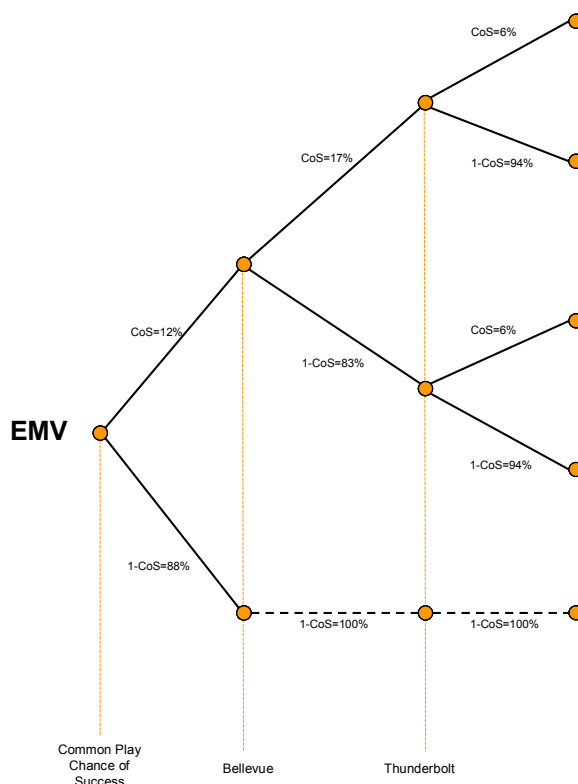 CoS=6%
CoS=17%
1-CoS=94%
CoS=12%
CoS=6%
1-CoS=83%
EMV
1-CoS=94%
1-CoS=88%
1-CoS=100%
1-CoS=100%
Common Play
Chance of
Success
Bellevue
Thunderbolt